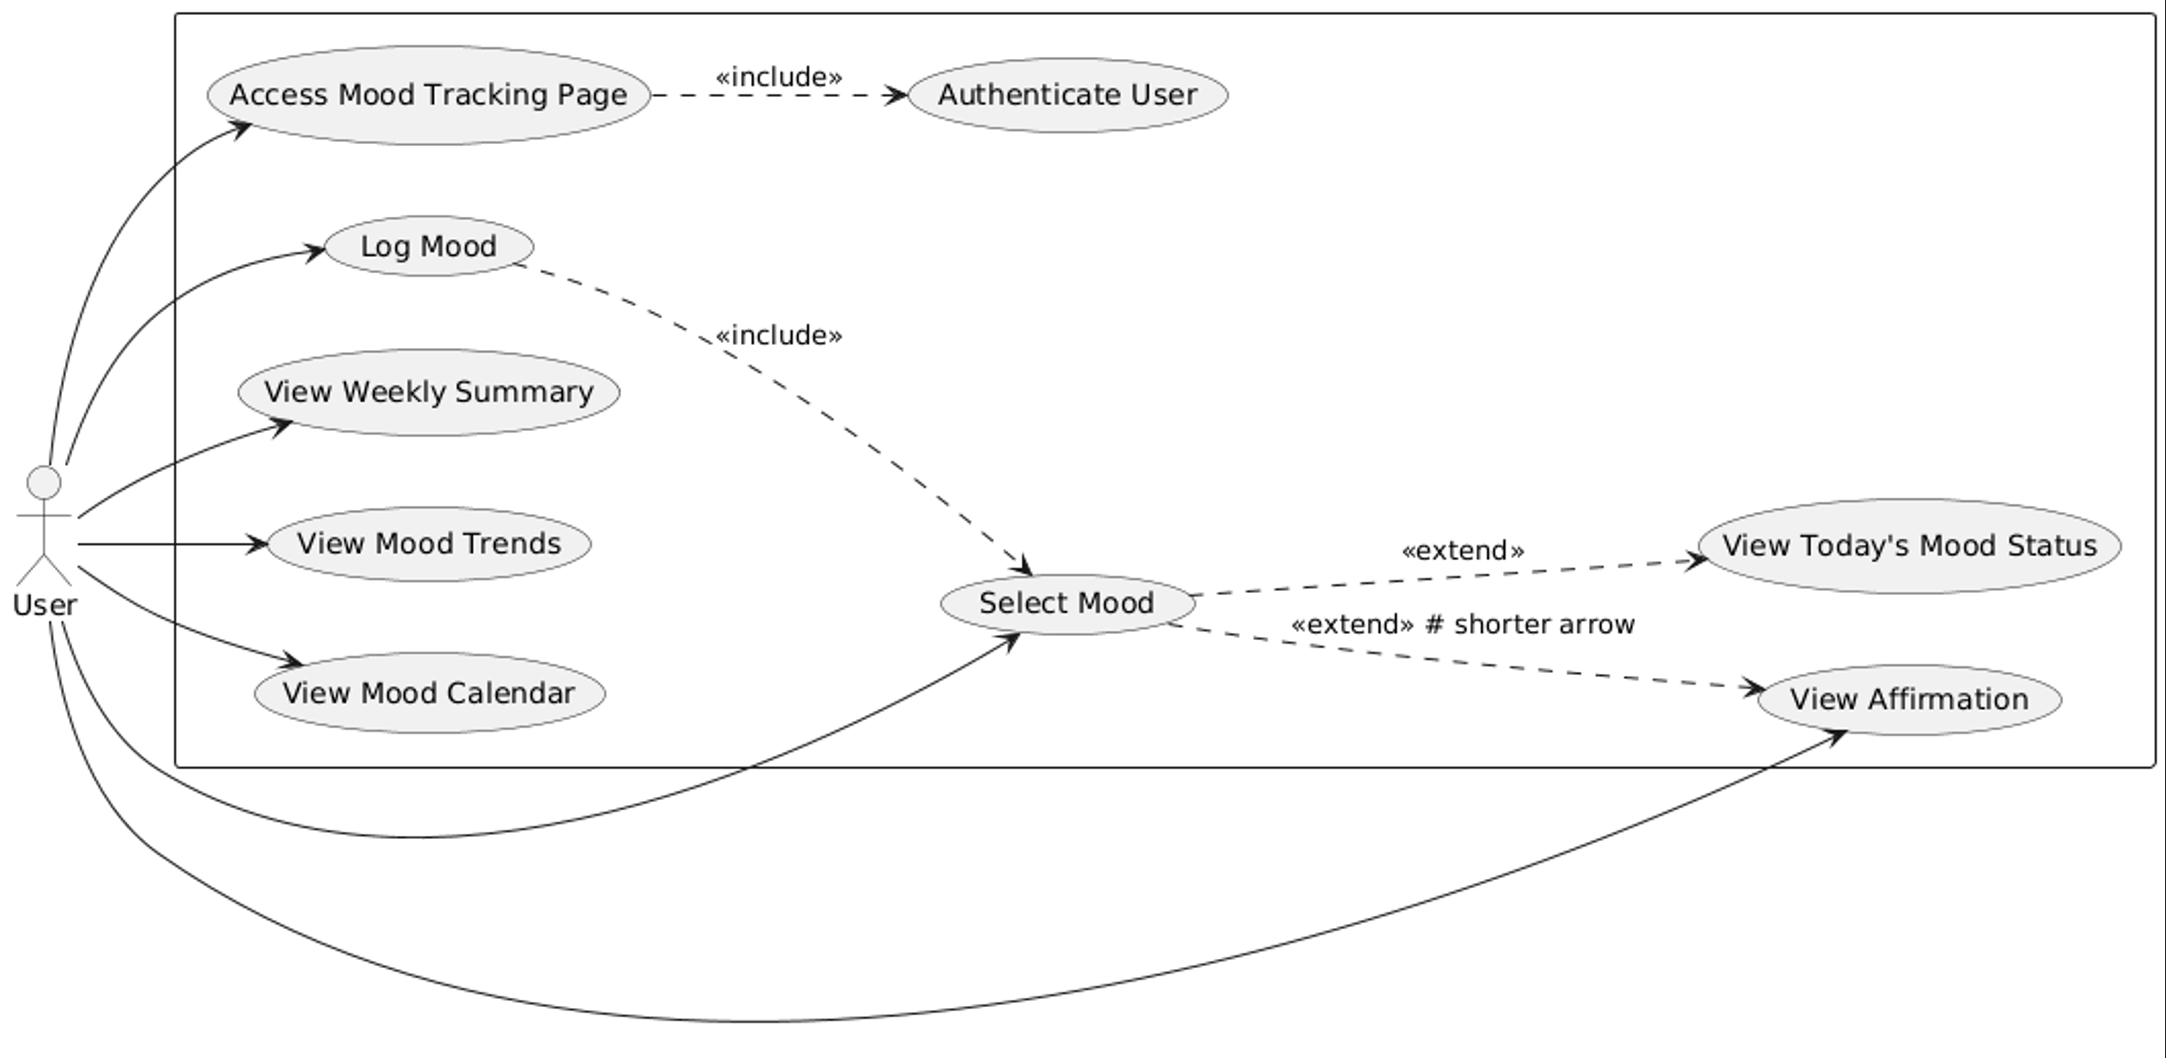 Access Mood Tracking Page
«include»
Authenticate User
Log Mood
«include»
View Weekly Summary
User
View Mood Trends
View Mood Calendar
Select Mood
«extend»
View Today's Mood Status
«extend» # shorter arrow
View Affirmation